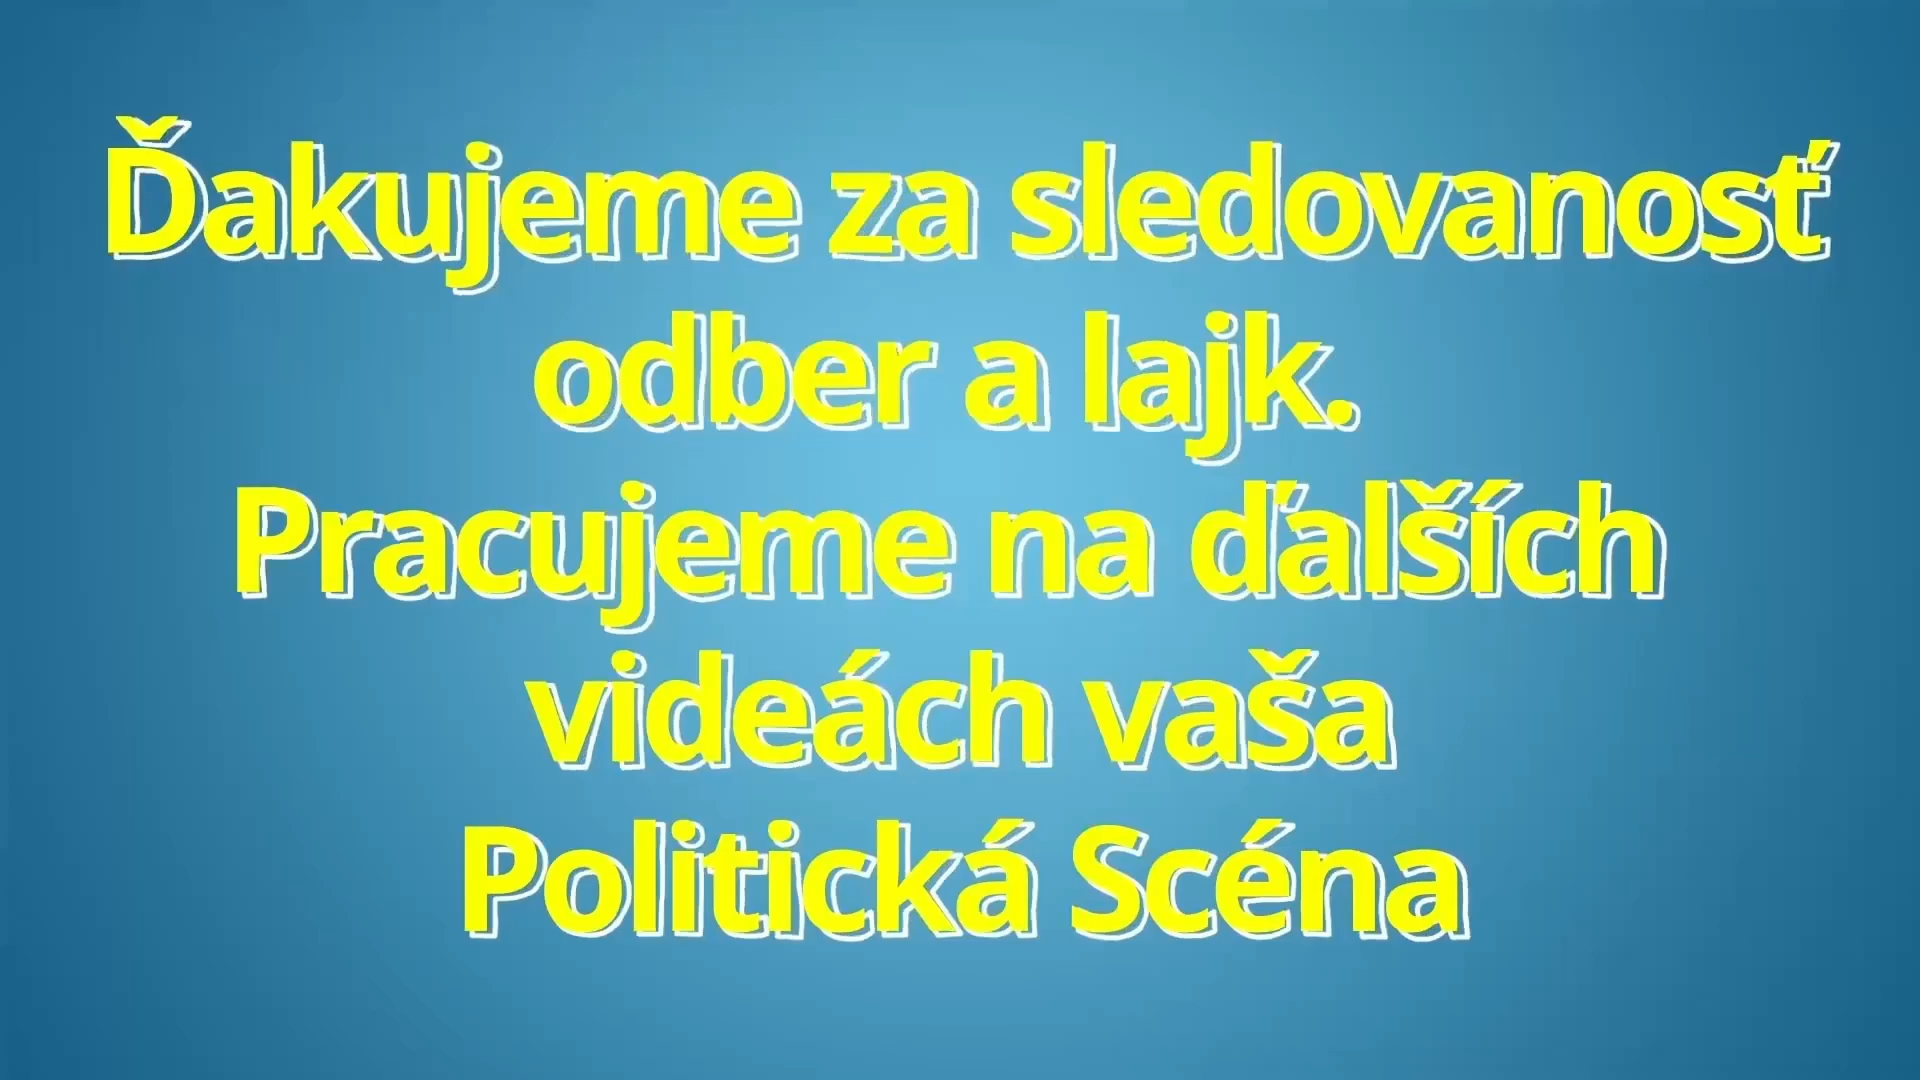 Ďakujeme za sledovanosť
odber a lajk.
Pracujeme na ďalších
videách vaša
Politická Scéna